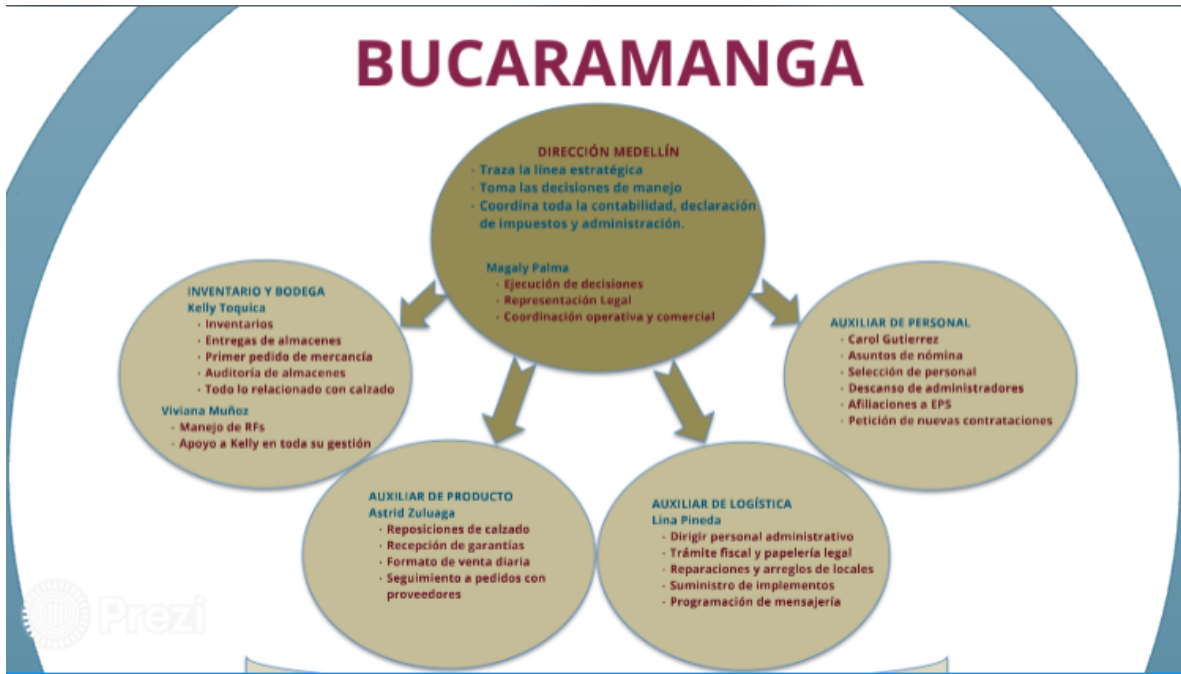 BUCARAMANGA
DIRECCIÓN MEDELLÍN
· Traza la línea estratégica
· Toma las decisiones de manejo
· Coordina toda la contabilidad, declaración
de impuestos y administración.
Magaly Palma
· Ejecución de decisiones
· Representación Legal
· Coordinación operativa y comercial
INVENTARIO Y BODEGA
Kelly Toquica
· Inventarios
· Entregas de almacenes
· Primer pedido de mercancía
· Auditoría de almacenes
· Todo lo relacionado con calzado
Viviana Muñoz
- Manejo de RFs
- Apoyo a Kelly en toda su gestión
AUXILIAR DE PRODUCTO
Astrid Zuluaga
· Reposiciones de calzado
· Recepción de garantías
· Formato de venta diaria
· Seguimiento a pedidos con
proveedores
AUXILIAR DE LOGÍSTICA
Lina Pineda
- Dirigir personal administrativo
- Trámite fiscal y papelería legal
- Reparaciones y arreglos de locales
- Suministro de implementos
- Programación de mensajería
AUXILIAR DE PERSONAL
· Carol Gutierrez
· Asuntos de nómina
· Selección de personal
· Descanso de administradores
· Afiliaciones a EPS
· Petición de nuevas contrataciones
Prezi